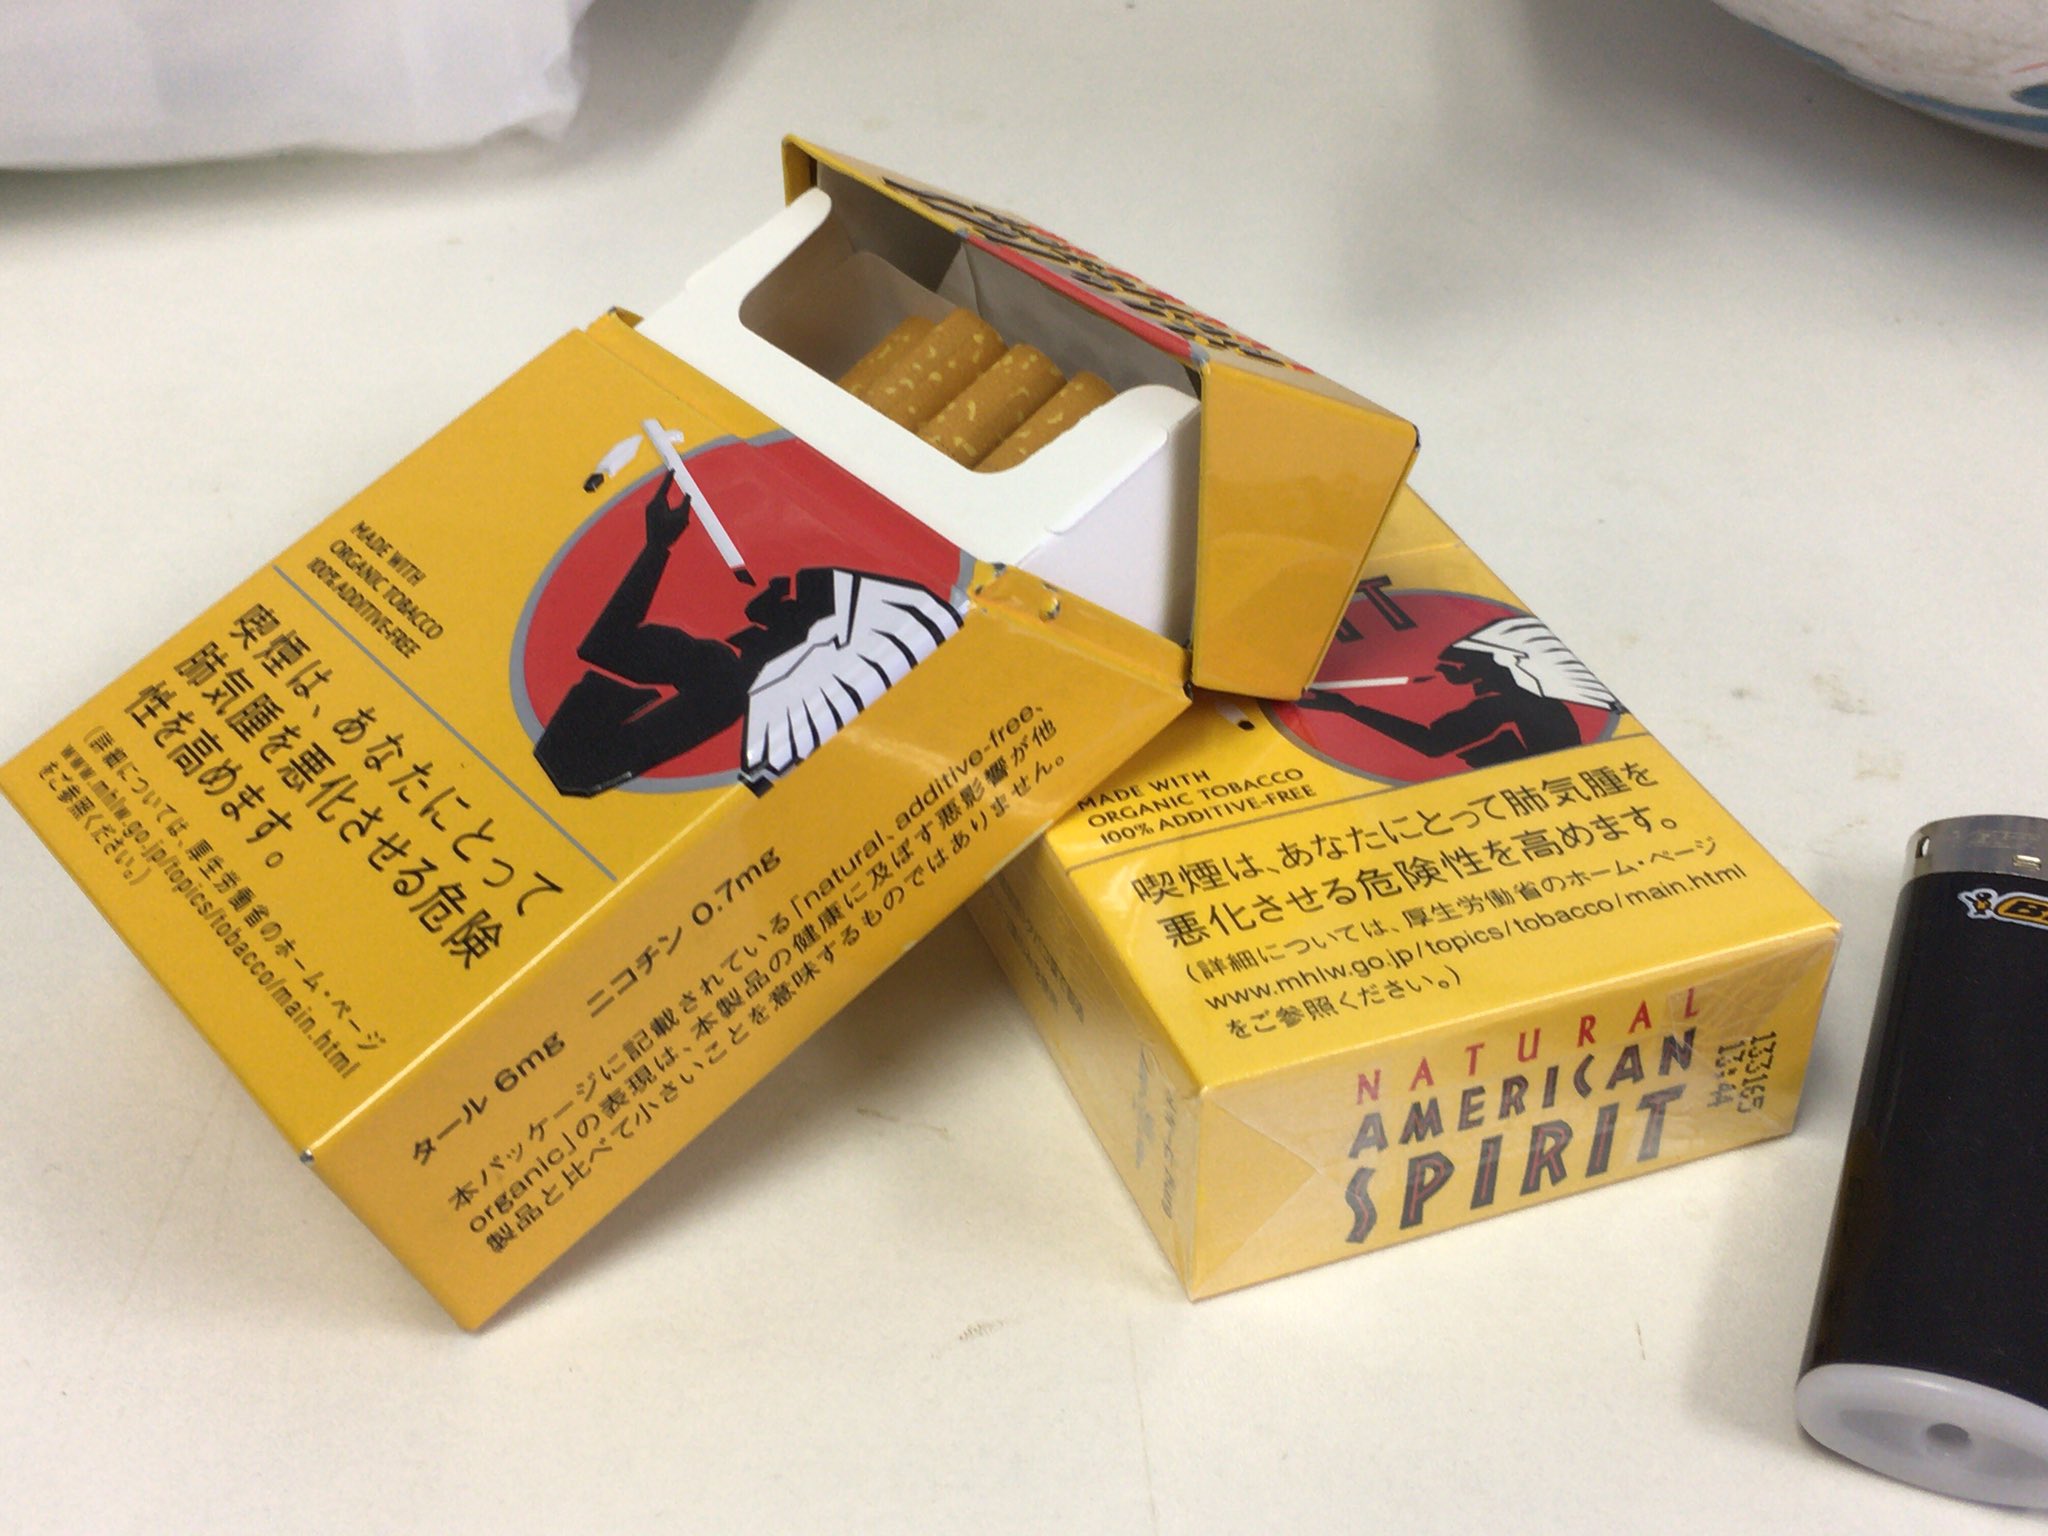 MADE WITH
ORGANIC TOBACCO
100% ADDITIVE-FREE
喫煙は、あなたにとって
肺気腫を悪化させる危険
性を高めます。
(詳細については、厚生労働省のホーム・ページ
www.mhlw.go.jp/topics/tobacco/main.html
をご参照ください。)
タール 6mg ニコチン 0.7mg
本パッケージに記載されている「natural、additive-free、
organic」の表現は、本製品の健康に及ぼす悪影響が他
製品と比べて小さいことを意味するものではありません。
MADE WITH
ORGANIC TOBACCO
100% ADDITIVE-FREE
喫煙は、あなたにとって肺気腫を
悪化させる危険性を高めます。
(詳細については、厚生労働省のホーム・ページ
www.mhlw.go.jp/topics/tobacco/main.html
をご参照ください。)
NATURAL
AMERICAN
SPIRIT